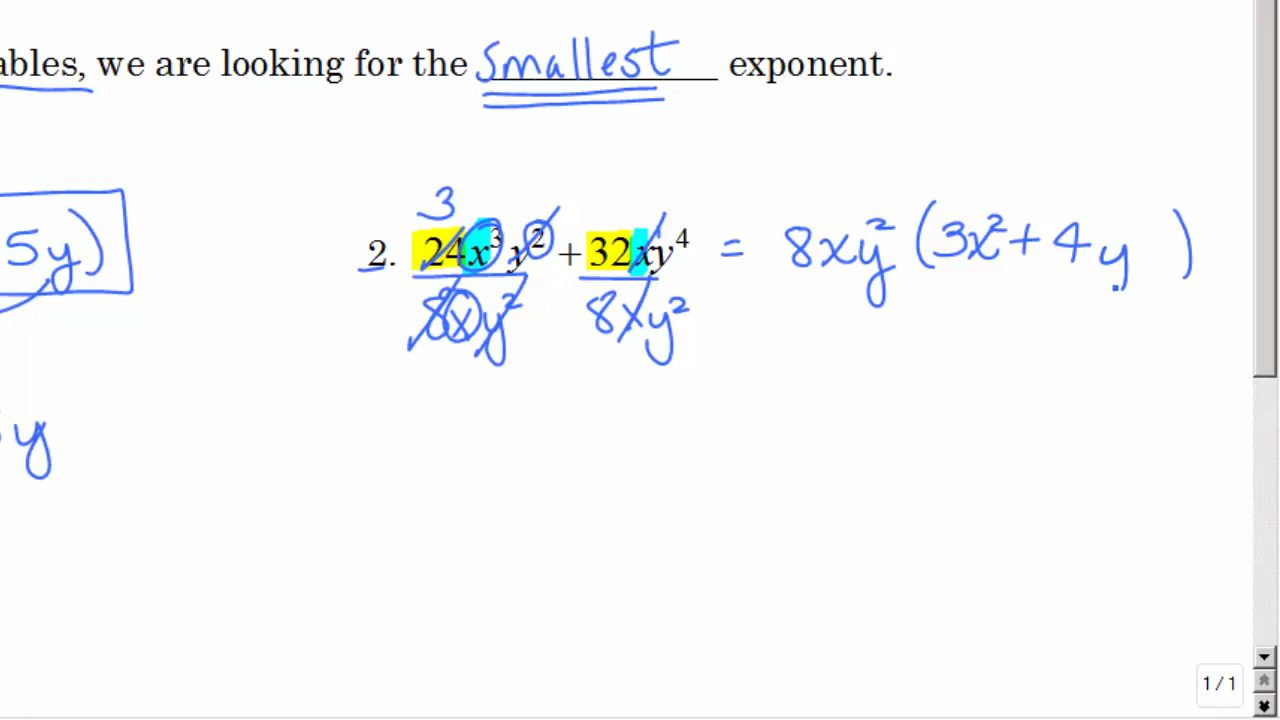 ables, we are looking for the smallest exponent.
3
5y) 2. 24x³y² + 32xy⁴ = 8xy² (3x² + 4y )
8xy² 8xy²
y
1 / 1